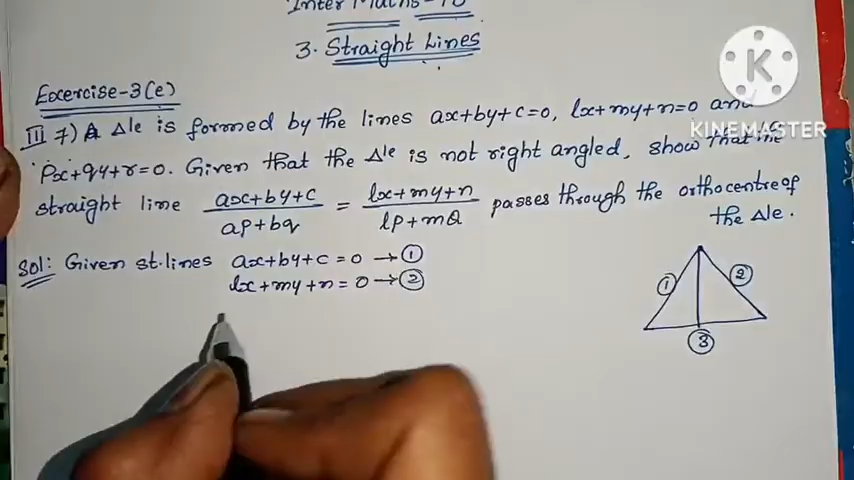 Inter Maths-1B
3. Straight Lines
Exercise-3(e)
III 7) A Δle is formed by the lines ax+by+c=0, lx+my+n=0 and
px+qy+r=0. Given that the Δle is not right angled, show that the
straight line ax+by+c/ap+bq = lx+my+n/lp+mQ passes through the orthocentre of
the Δle.
Sol: Given st.lines ax+by+c=0 → ①
lx+my+n=0 → ②
① ②
③
K
KINEMASTER